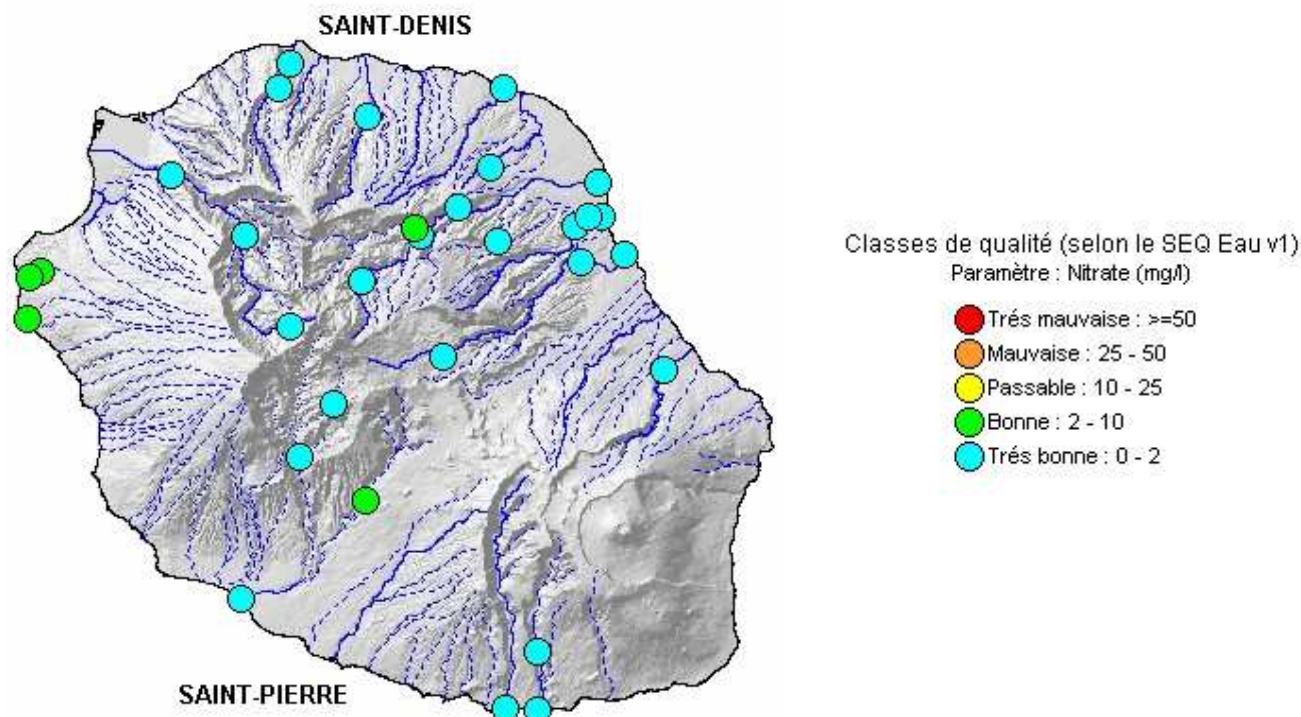 SAINT-DENIS
Classes de qualité (selon le SEQ Eau v1)
Paramètre : Nitrate (mg/l)
Trés mauvaise : >=50
Mauvaise : 25 - 50
Passable : 10 - 25
Bonne : 2 - 10
Trés bonne : 0 - 2
SAINT-PIERRE